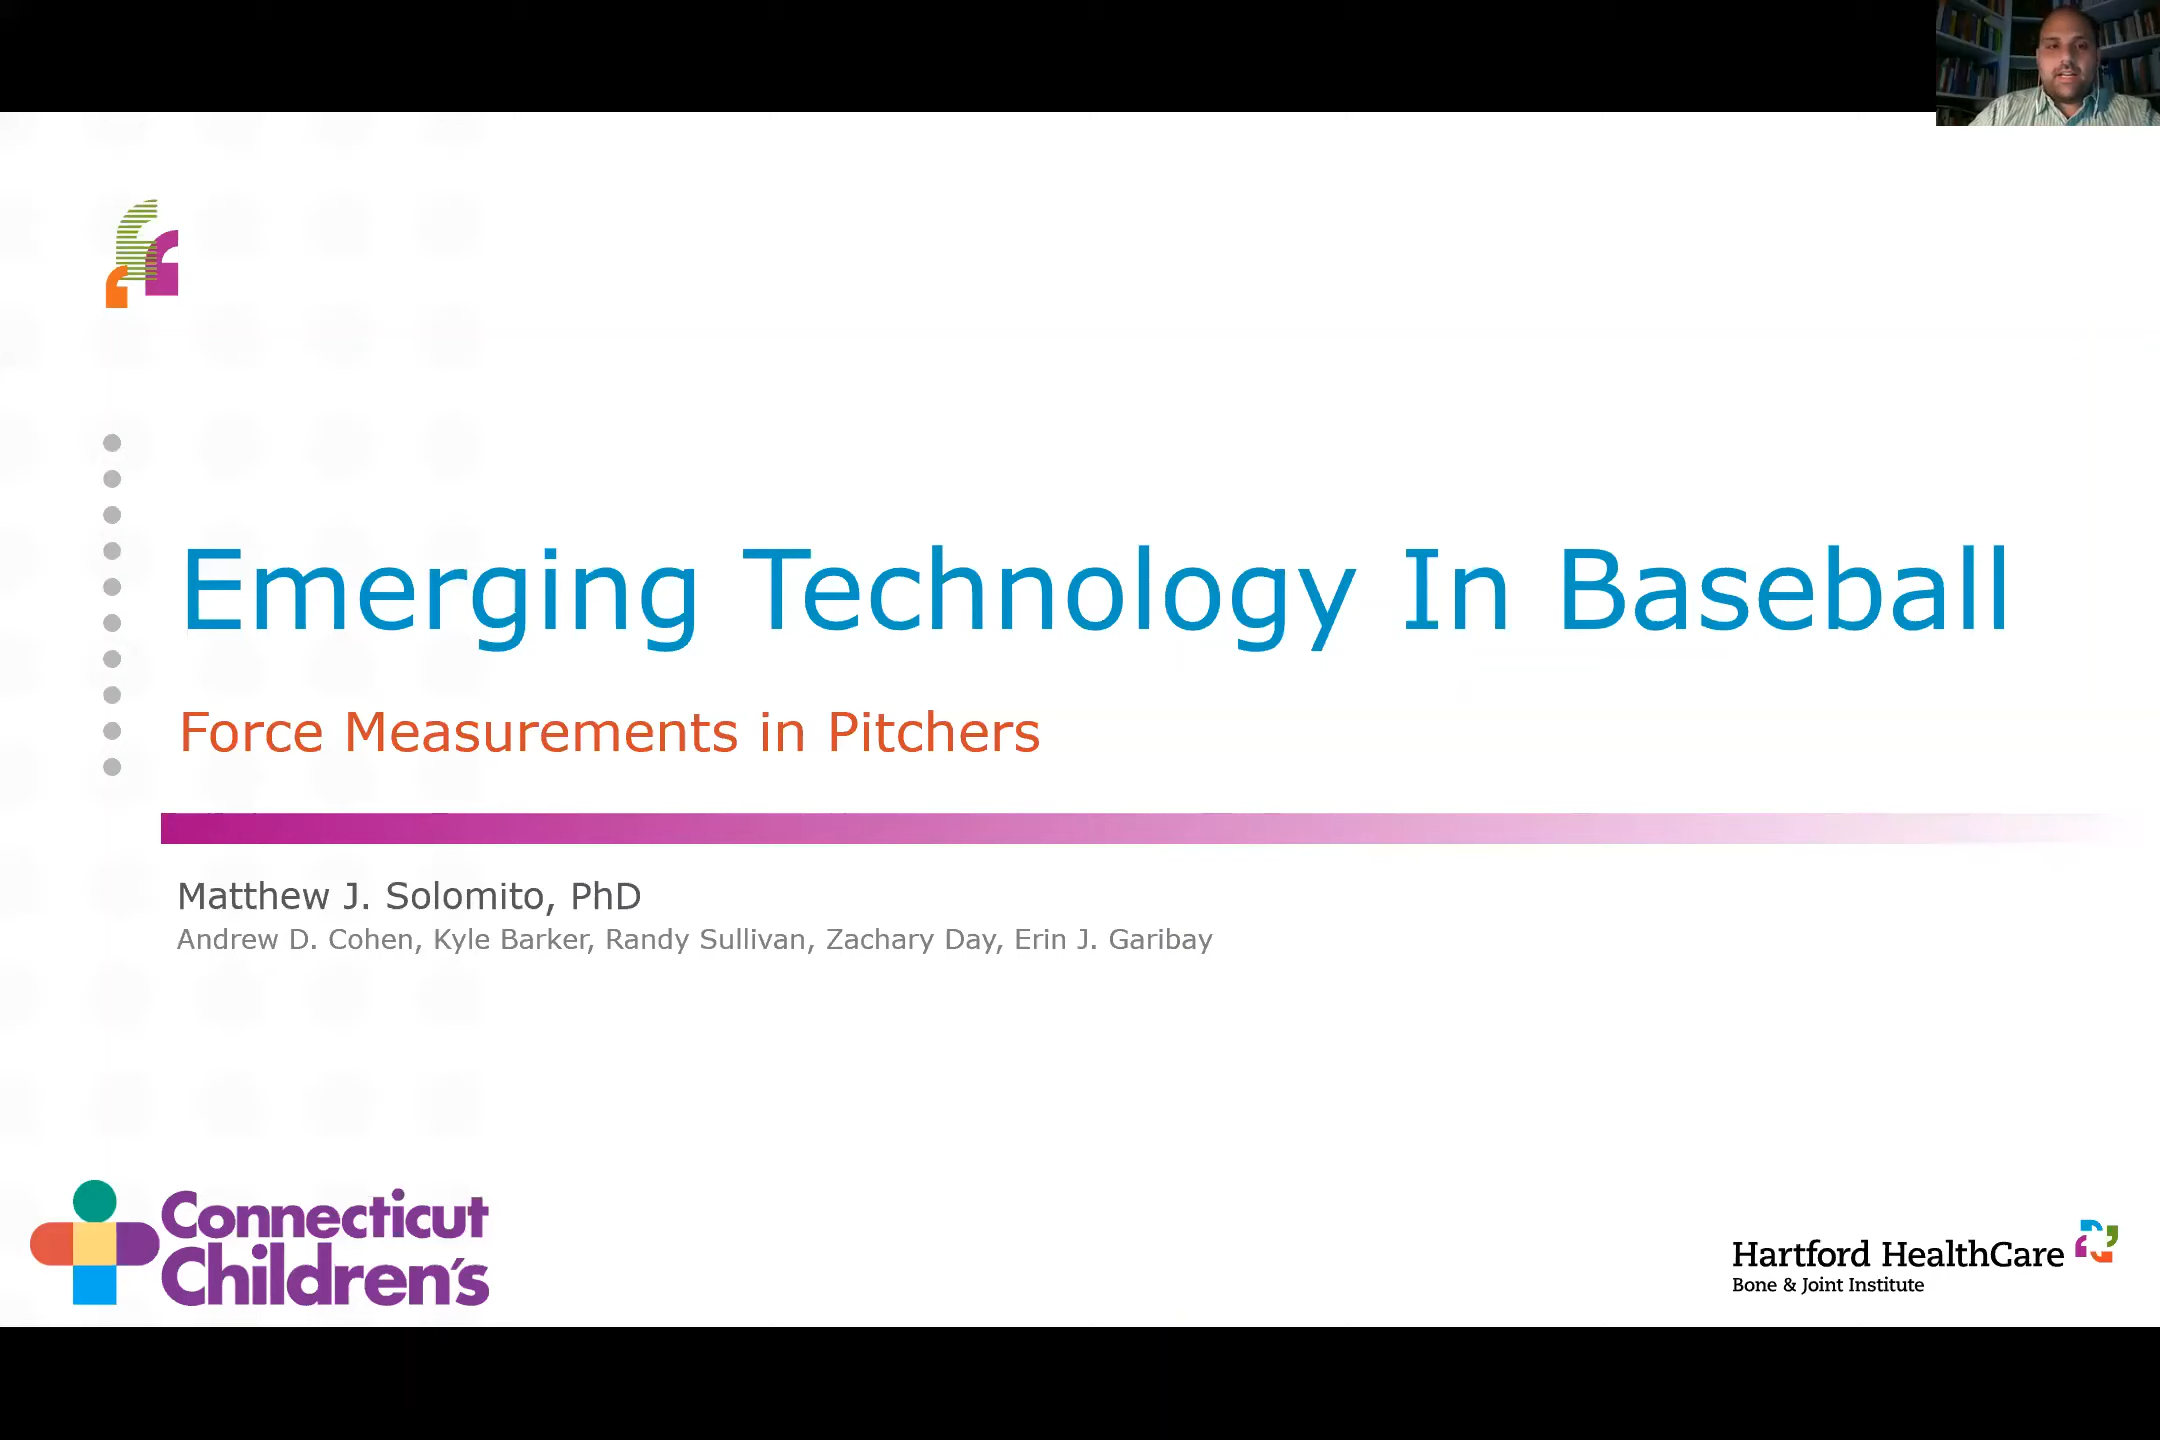 Emerging Technology In Baseball
Force Measurements in Pitchers
Matthew J. Solomito, PhD
Andrew D. Cohen, Kyle Barker, Randy Sullivan, Zachary Day, Erin J. Garibay
Connecticut
Children's
Hartford HealthCare
Bone & Joint Institute